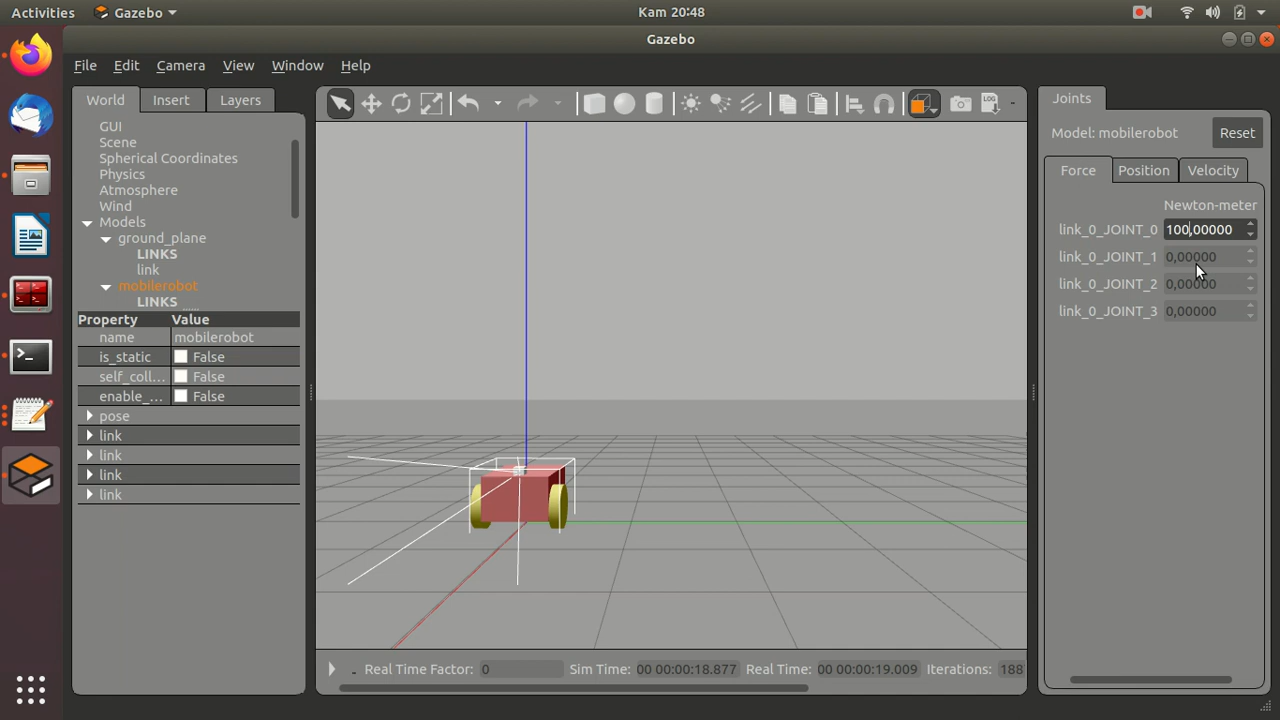 Activities Gazebo Kam 20:48
Gazebo
File Edit Camera View Window Help
World Insert Layers
GUI
Scene
Spherical Coordinates
Physics
Atmosphere
Wind
Models
ground_plane
LINKS
link
mobilerobot
LINKS
Property Value
name mobilerobot
is_static False
self_coll... False
enable_... False
pose
link
link
link
link
LOG
Real Time Factor: 0 Sim Time: 00 00:00:18.877 Real Time: 00 00:00:19.009 Iterations: 188
Joints
Model: mobilerobot Reset
Force Position Velocity
Newton-meter
link_0_JOINT_0 100,00000
link_0_JOINT_1 0,00000
link_0_JOINT_2 0,00000
link_0_JOINT_3 0,00000